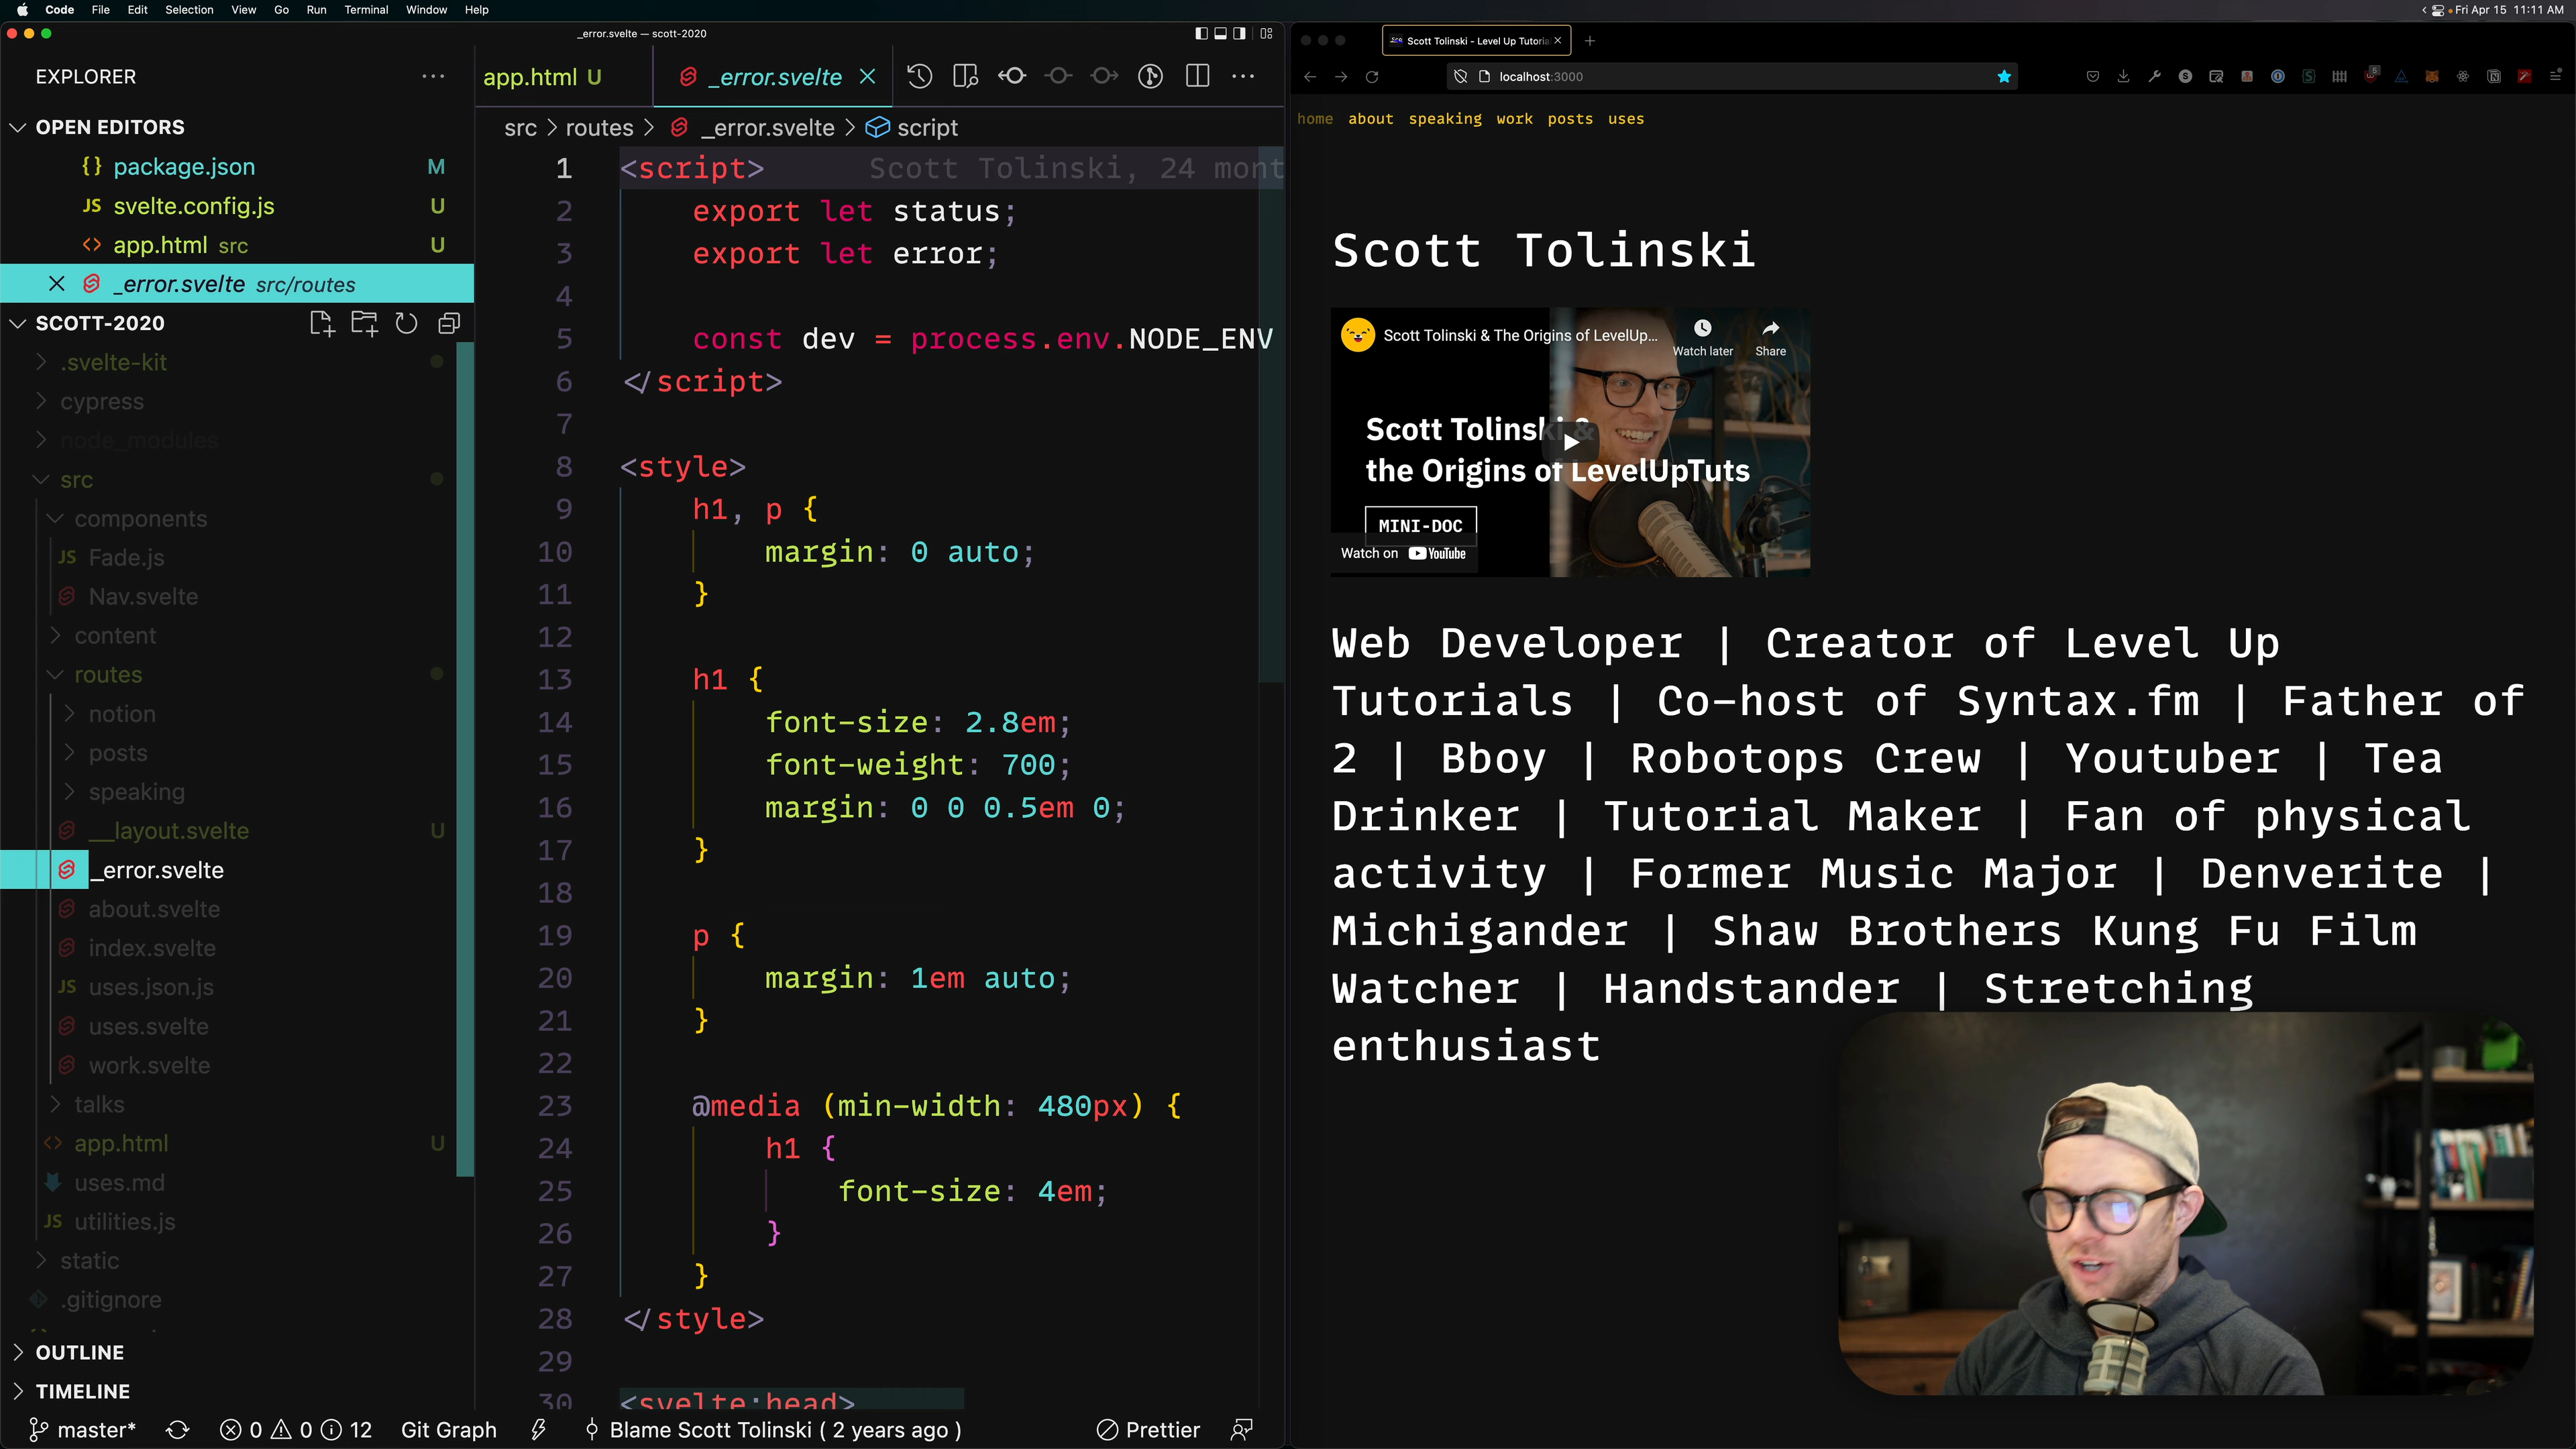 Code File Edit Selection View Go Run Terminal Window Help
Fri Apr 15 11:11 AM
_error.svelte — scott-2020
EXPLORER
OPEN EDITORS
package.json M
svelte.config.js U
app.html src U
_error.svelte src/routes
SCOTT-2020
.svelte-kit
cypress
node_modules
src
components
Fade.js
Nav.svelte
content
routes
notion
posts
speaking
__layout.svelte U
_error.svelte
about.svelte
index.svelte
uses.json.js
uses.svelte
work.svelte
talks
app.html U
uses.md
utilities.js
static
.gitignore
OUTLINE
TIMELINE
app.html U
_error.svelte
src > routes > _error.svelte > script
1 <script> Scott Tolinski, 24 mont
2 export let status;
3 export let error;
4
5 const dev = process.env.NODE_ENV
6 </script>
7
8 <style>
9 h1, p {
10 margin: 0 auto;
11 }
12
13 h1 {
14 font-size: 2.8em;
15 font-weight: 700;
16 margin: 0 0 0.5em 0;
17 }
18
19 p {
20 margin: 1em auto;
21 }
22
23 @media (min-width: 480px) {
24 h1 {
25 font-size: 4em;
26 }
27 }
28 </style>
29
30 <svelte:head>
master* 0 0 12 Git Graph Blame Scott Tolinski ( 2 years ago ) Prettier
Scott Tolinski - Level Up Tutoria
localhost:3000
home about speaking work posts uses
Scott Tolinski
Scott Tolinski & The Origins of LevelUp...
Watch later
Share
Scott Tolinski &
the Origins of LevelUpTuts
MINI-DOC
Watch on YouTube
Web Developer | Creator of Level Up
Tutorials | Co-host of Syntax.fm | Father of
2 | Bboy | Robotops Crew | Youtuber | Tea
Drinker | Tutorial Maker | Fan of physical
activity | Former Music Major | Denverite |
Michigander | Shaw Brothers Kung Fu Film
Watcher | Handstander | Stretching
enthusiast